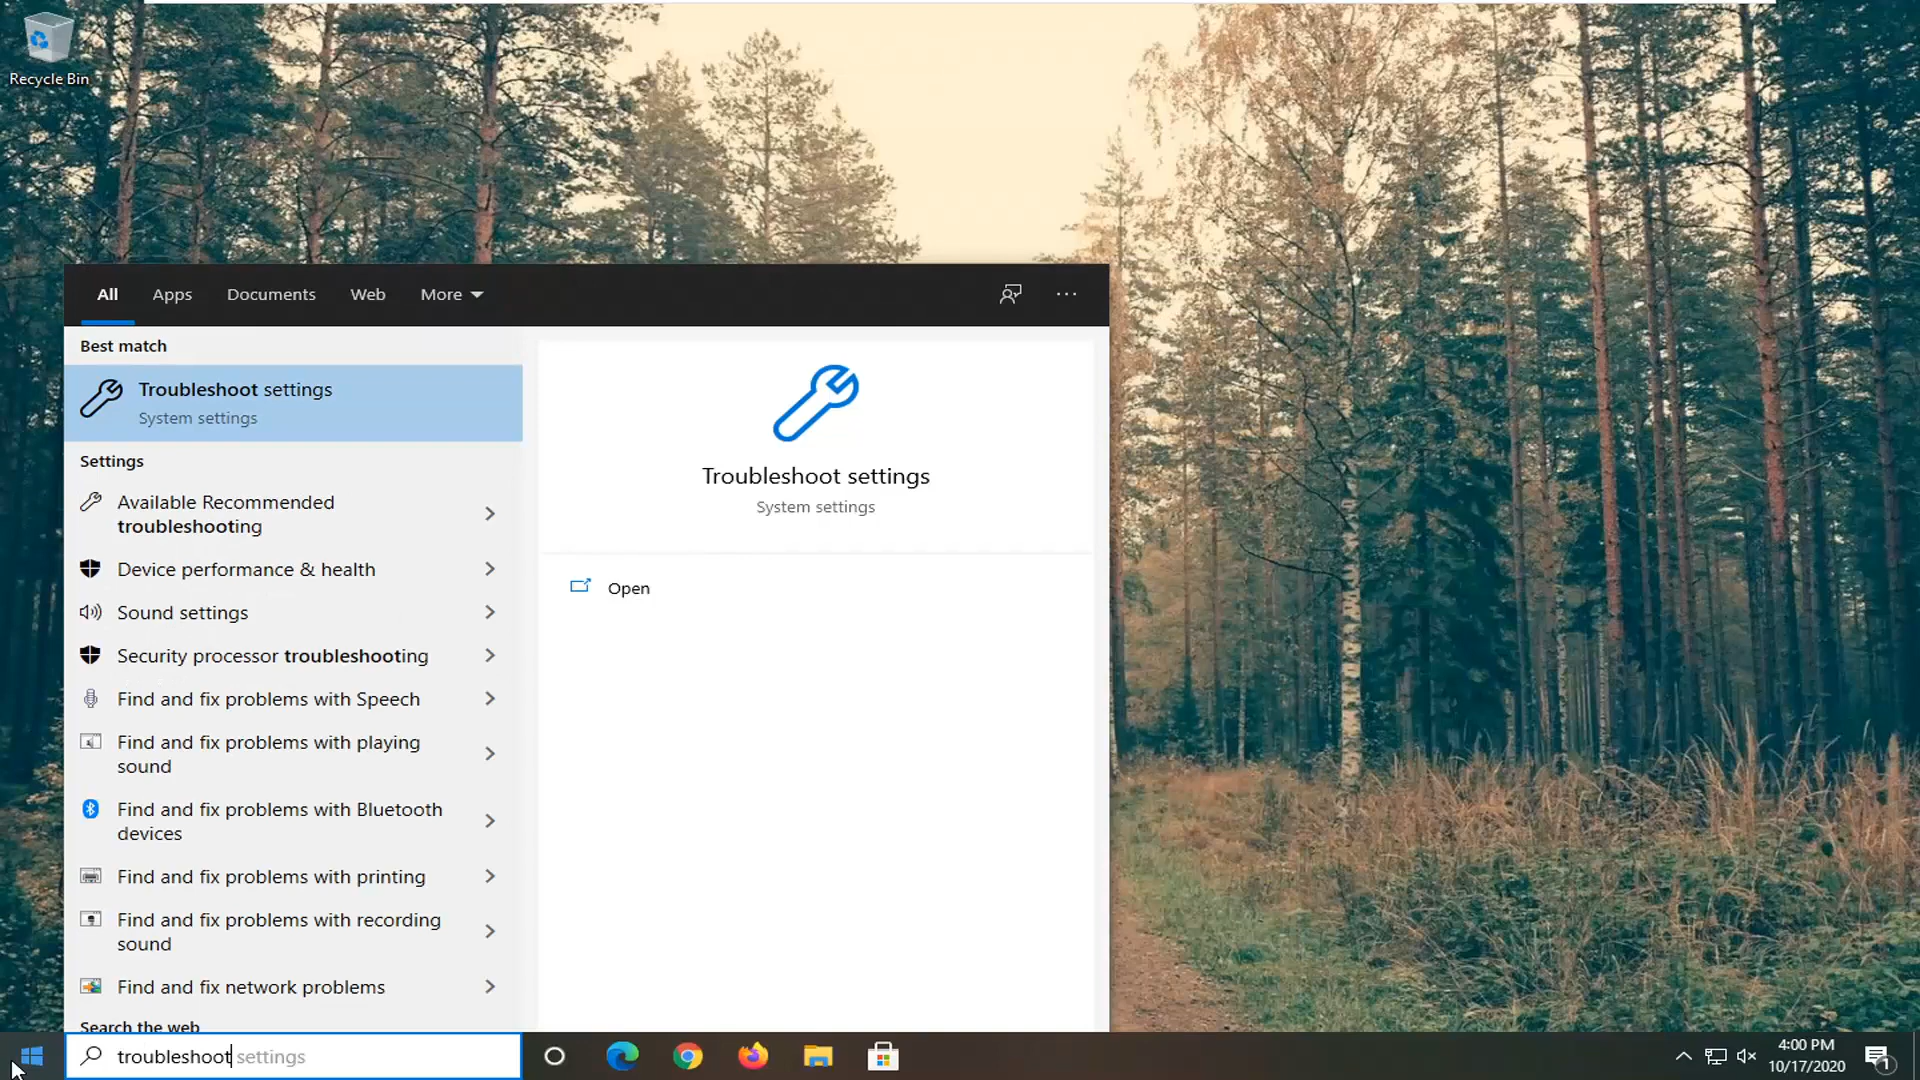 Recycle Bin
All Apps Documents Web More
Best match
Troubleshoot settings
System settings
Settings
Available Recommended
troubleshooting
Device performance & health
Sound settings
Security processor troubleshooting
Find and fix problems with Speech
Find and fix problems with playing
sound
Find and fix problems with Bluetooth
devices
Find and fix problems with printing
Find and fix problems with recording
sound
Find and fix network problems
Search the web
Troubleshoot settings
System settings
Open
troubleshoot settings
4:00 PM
10/17/2020
1